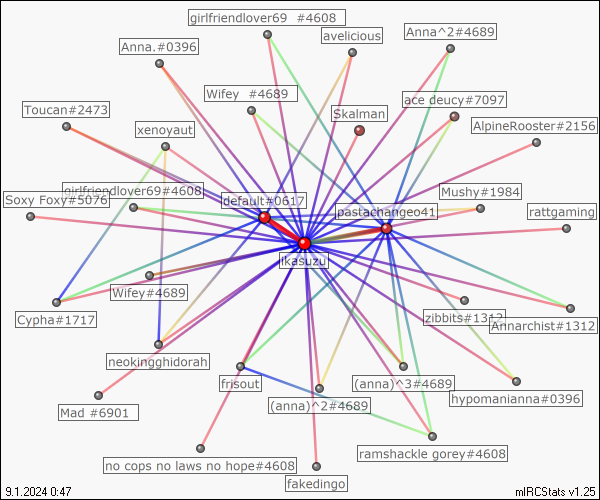 girlfriendlover69 #4608
avelicious
Anna^2#4689
Anna.#0396
Wifey #4689
ace deucy#7097
Toucan#2473
Skalman
AlpineRooster#2156
xenoyaut
girlfriendlover69#4608
Mushy#1984
Soxy Foxy#5076
default#0617
pastachangeo41
rattgaming
ikasuzu
Wifey#4689
Cypha#1717
zibbits#1312
Annarchist#1312
neokingghidorah
frisout
(anna)^3#4689
(anna)^2#4689
hypomanianna#0396
Mad #6901
ramshackle gorey#4608
no cops no laws no hope#4608
fakedingo
9.1.2024 0:47
mIRCStats v1.25